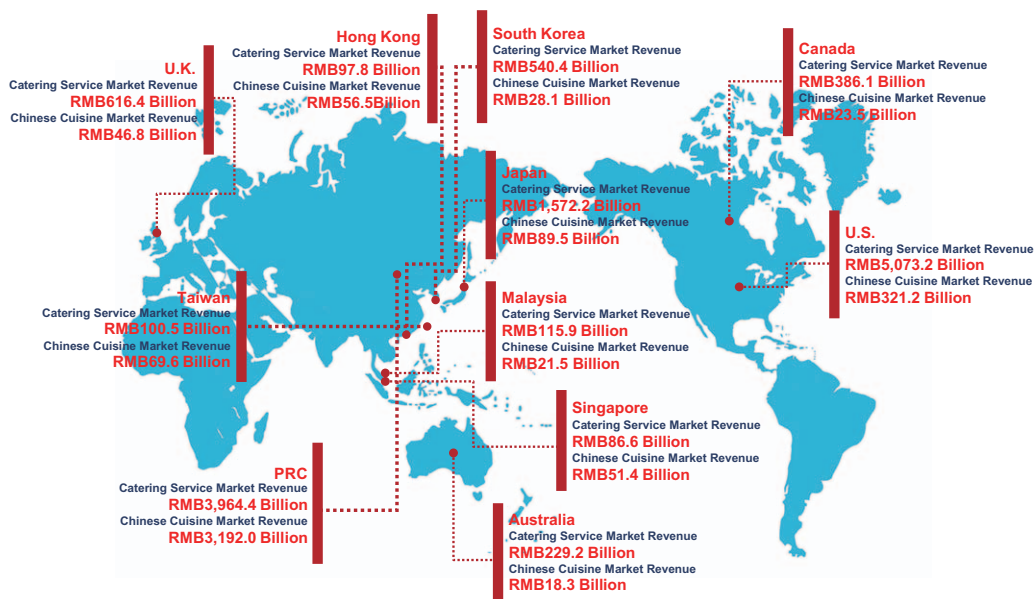 Hong Kong
Catering Service Market Revenue
RMB97.8 Billion
Chinese Cuisine Market Revenue
RMB56.5Billion
South Korea
Catering Service Market Revenue
RMB540.4 Billion
Chinese Cuisine Market Revenue
RMB28.1 Billion
Canada
Catering Service Market Revenue
RMB386.1 Billion
Chinese Cuisine Market Revenue
RMB23.5 Billion
U.K.
Catering Service Market Revenue
RMB616.4 Billion
Chinese Cuisine Market Revenue
RMB46.8 Billion
Japan
Catering Service Market Revenue
RMB1,572.2 Billion
Chinese Cuisine Market Revenue
RMB89.5 Billion
U.S.
Catering Service Market Revenue
RMB5,073.2 Billion
Chinese Cuisine Market Revenue
RMB321.2 Billion
Taiwan
Catering Service Market Revenue
RMB100.5 Billion
Chinese Cuisine Market Revenue
RMB69.6 Billion
Malaysia
Catering Service Market Revenue
RMB115.9 Billion
Chinese Cuisine Market Revenue
RMB21.5 Billion
Singapore
Catering Service Market Revenue
RMB86.6 Billion
Chinese Cuisine Market Revenue
RMB51.4 Billion
PRC
Catering Service Market Revenue
RMB3,964.4 Billion
Chinese Cuisine Market Revenue
RMB3,192.0 Billion
Australia
Catering Service Market Revenue
RMB229.2 Billion
Chinese Cuisine Market Revenue
RMB18.3 Billion